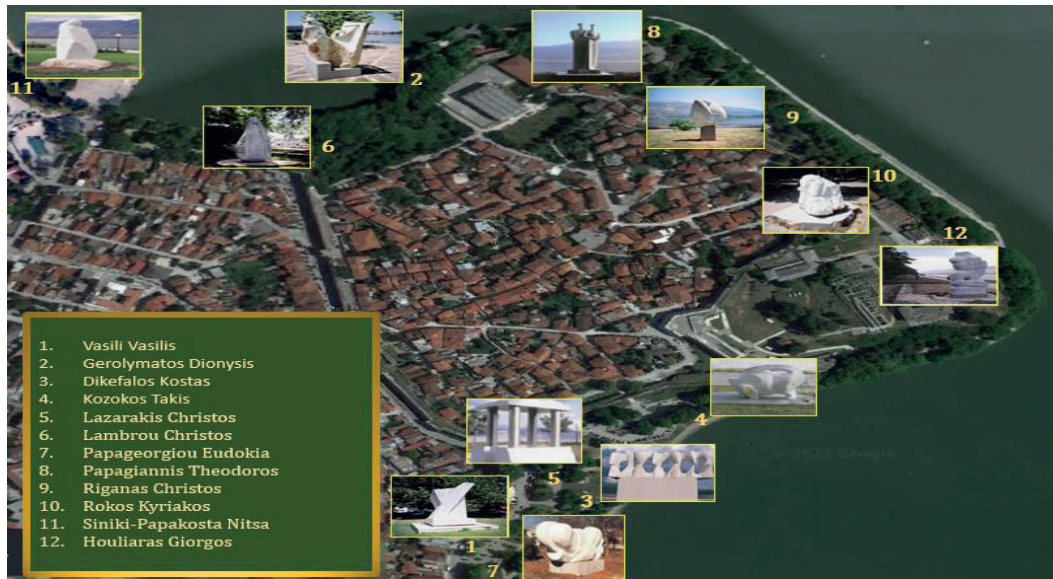 11
2
8
6
9
10
12
4
5
3
1
7
© 2021 Google
1. Vasili Vasilis
2. Gerolymatos Dionysis
3. Dikefalos Kostas
4. Kozokos Takis
5. Lazarakis Christos
6. Lambrou Christos
7. Papageorgiou Eudokia
8. Papagiannis Theodoros
9. Riganas Christos
10. Rokos Kyriakos
11. Siniki-Papakosta Nitsa
12. Houliaras Giorgos